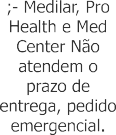 ;- Medilar, Pro
Health e Med
Center Não
atendem o
prazo de
entrega, pedido
emergencial.